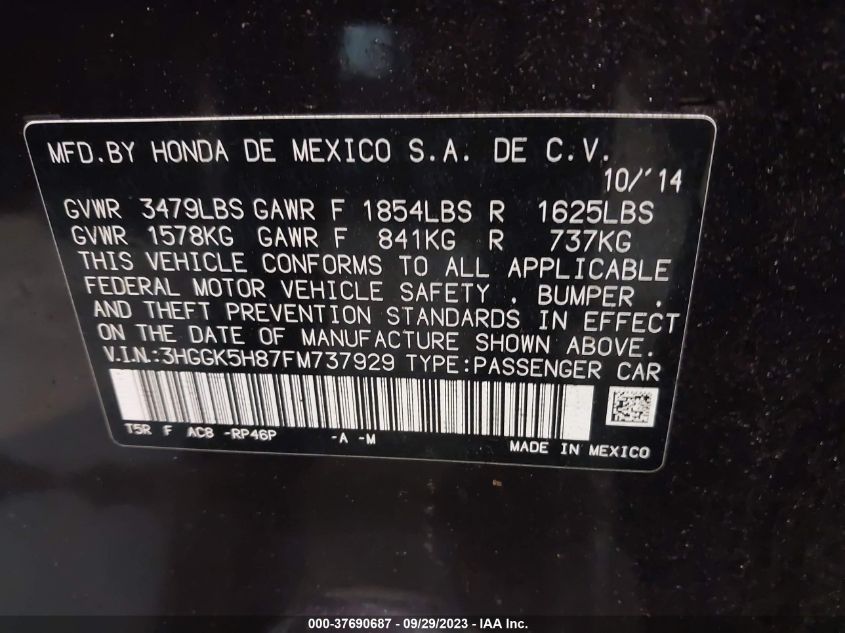 MFD.BY HONDA DE MEXICO S.A. DE C.V.
10/'14
GVWR 3479LBS GAWR F 1854LBS R 1625LBS
GVWR 1578KG GAWR F 841KG R 737KG
THIS VEHICLE CONFORMS TO ALL APPLICABLE
FEDERAL MOTOR VEHICLE SAFETY , BUMPER ,
AND THEFT PREVENTION STANDARDS IN EFFECT
ON THE DATE OF MANUFACTURE SHOWN ABOVE.
V.I.N.:3HGGK5H87FM737929 TYPE:PASSENGER CAR
T5R F AC8 -RP46P -A -M
MADE IN MEXICO
000-37690687 - 09/29/2023 - IAA Inc.